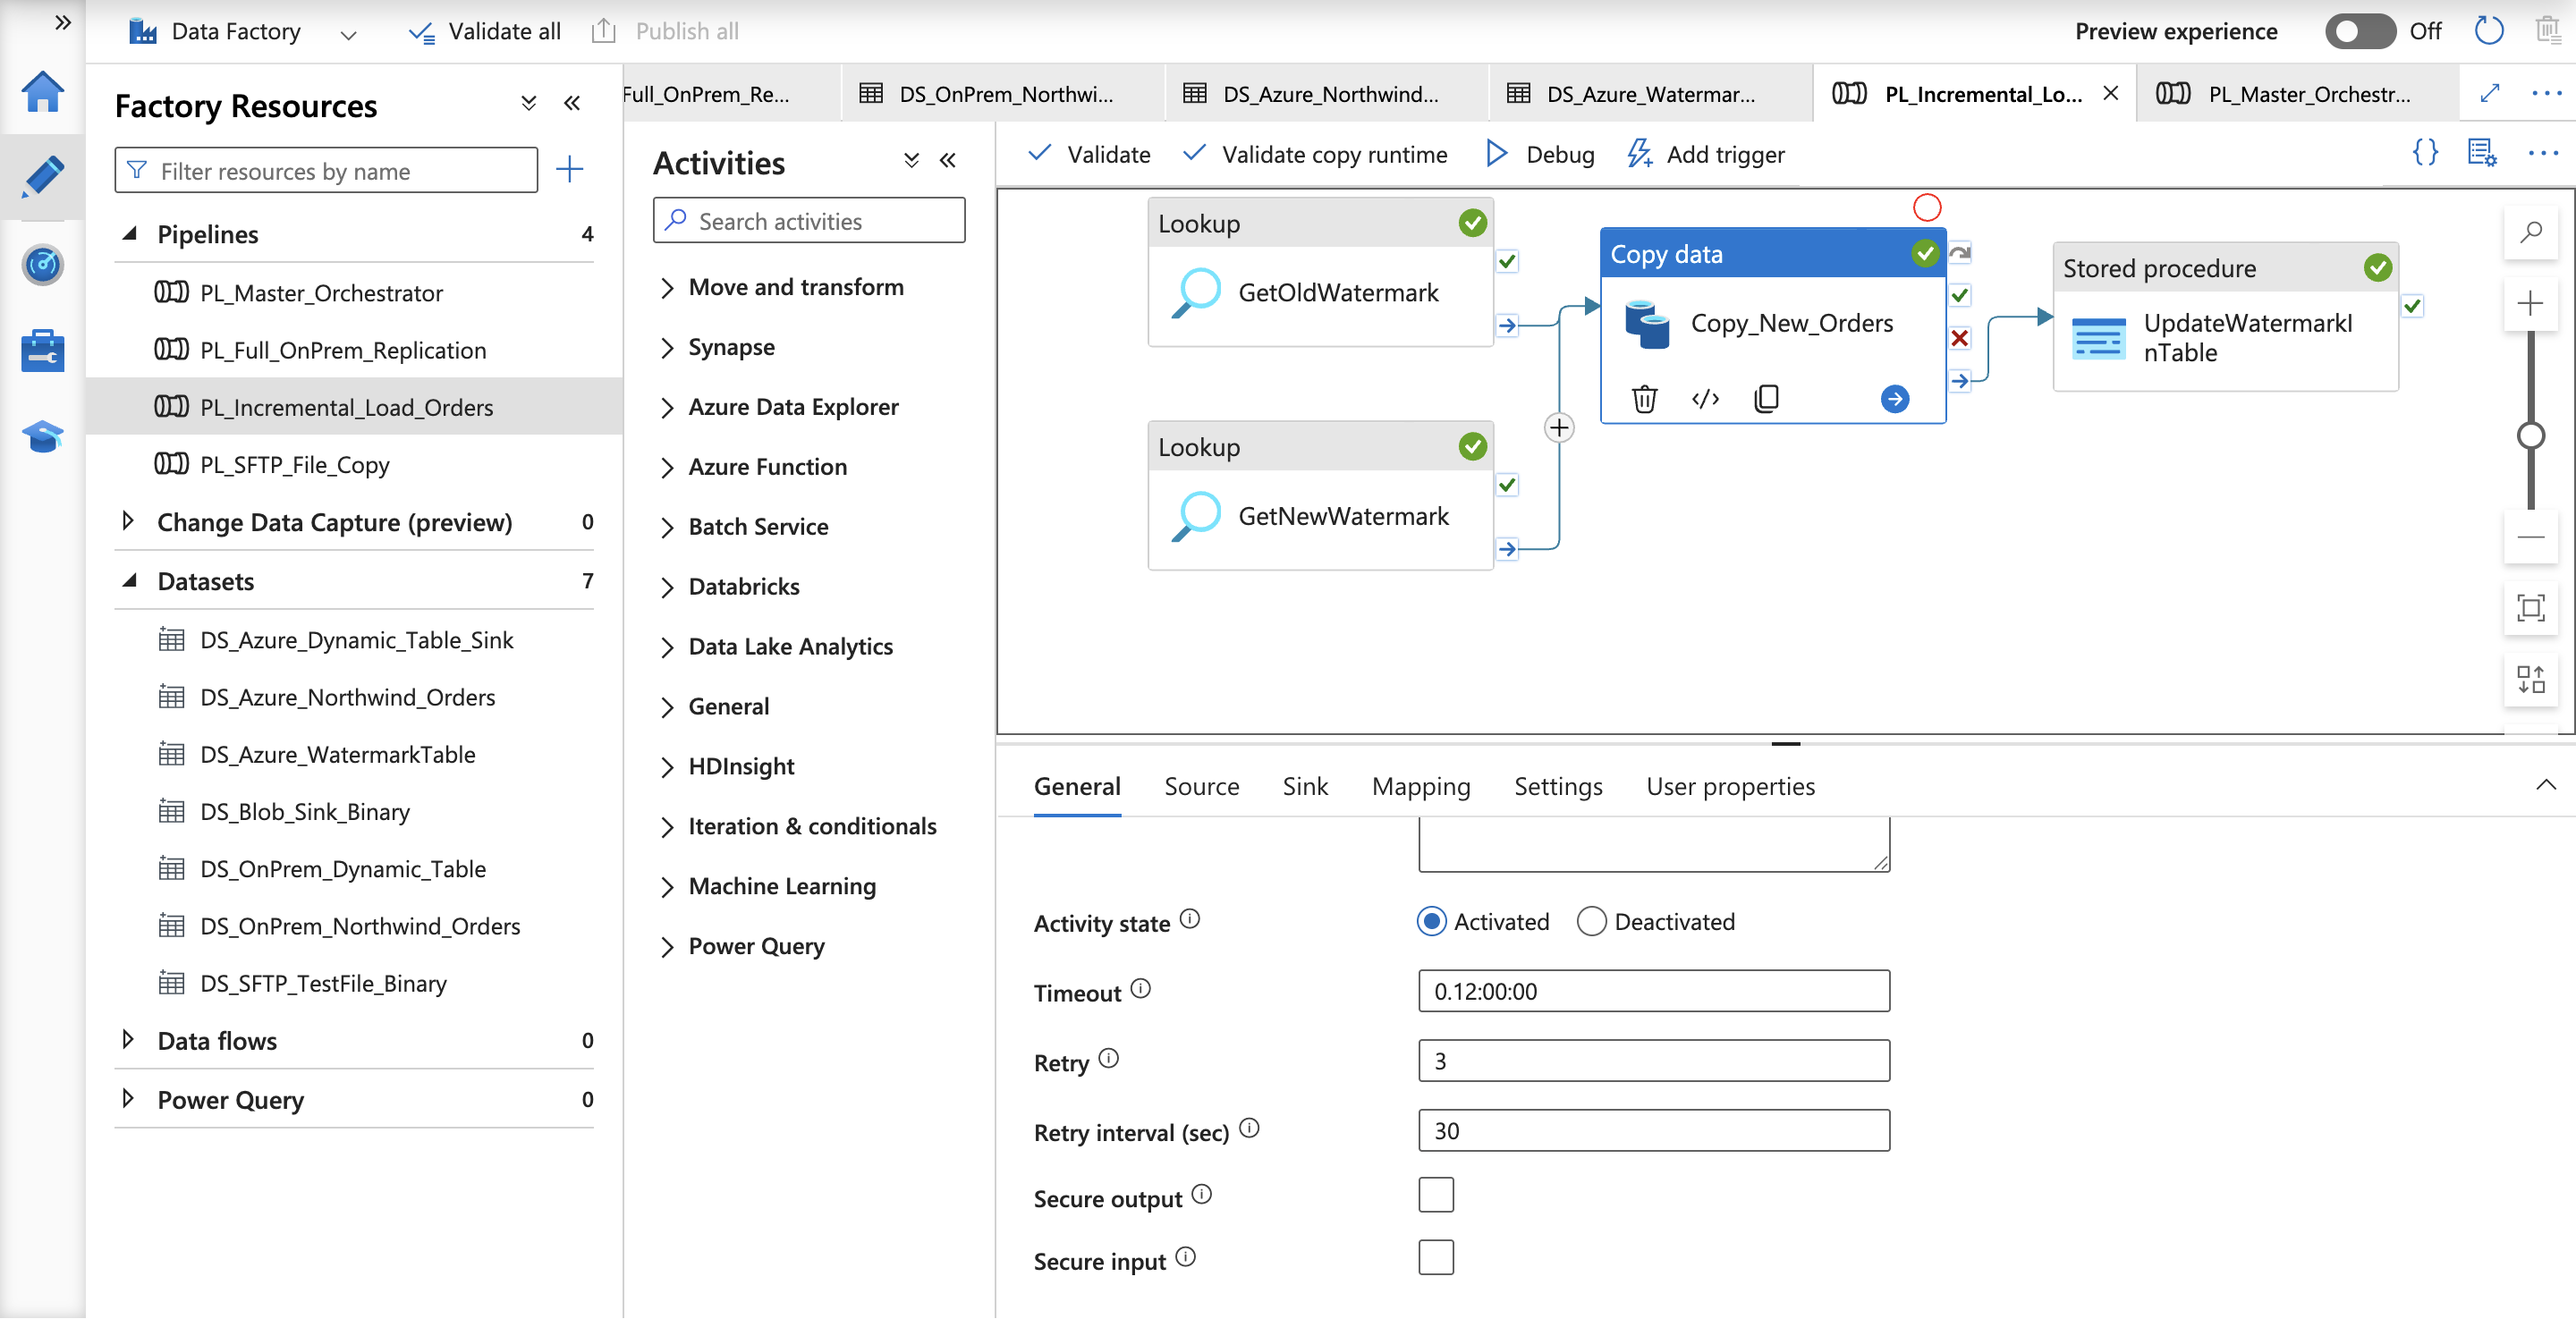 Data Factory
Validate all
Publish all
Preview experience
Off
Factory Resources
Filter resources by name
Pipelines 4
PL_Master_Orchestrator
PL_Full_OnPrem_Replication
PL_Incremental_Load_Orders
PL_SFTP_File_Copy
Change Data Capture (preview) 0
Datasets 7
DS_Azure_Dynamic_Table_Sink
DS_Azure_Northwind_Orders
DS_Azure_WatermarkTable
DS_Blob_Sink_Binary
DS_OnPrem_Dynamic_Table
DS_OnPrem_Northwind_Orders
DS_SFTP_TestFile_Binary
Data flows 0
Power Query 0
Full_OnPrem_Re...
DS_OnPrem_Northwi...
DS_Azure_Northwind...
DS_Azure_Watermar...
PL_Incremental_Lo...
PL_Master_Orchestr...
Activities
Search activities
Move and transform
Synapse
Azure Data Explorer
Azure Function
Batch Service
Databricks
Data Lake Analytics
General
HDInsight
Iteration & conditionals
Machine Learning
Power Query
Validate
Validate copy runtime
Debug
Add trigger
Lookup
GetOldWatermark
Lookup
GetNewWatermark
Copy data
Copy_New_Orders
Stored procedure
UpdateWatermarkI
nTable
General
Source
Sink
Mapping
Settings
User properties
Activity state
Activated
Deactivated
Timeout
0.12:00:00
Retry
3
Retry interval (sec)
30
Secure output
Secure input